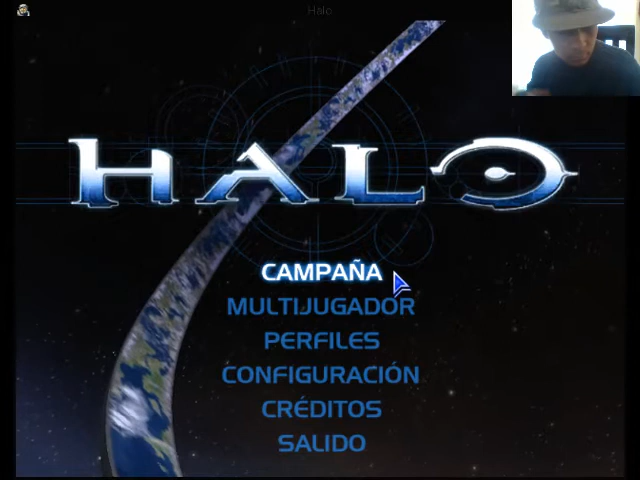 Halo
HALO
CAMPAÑA
MULTIJUGADOR
PERFILES
CONFIGURACIÓN
CRÉDITOS
SALIDO